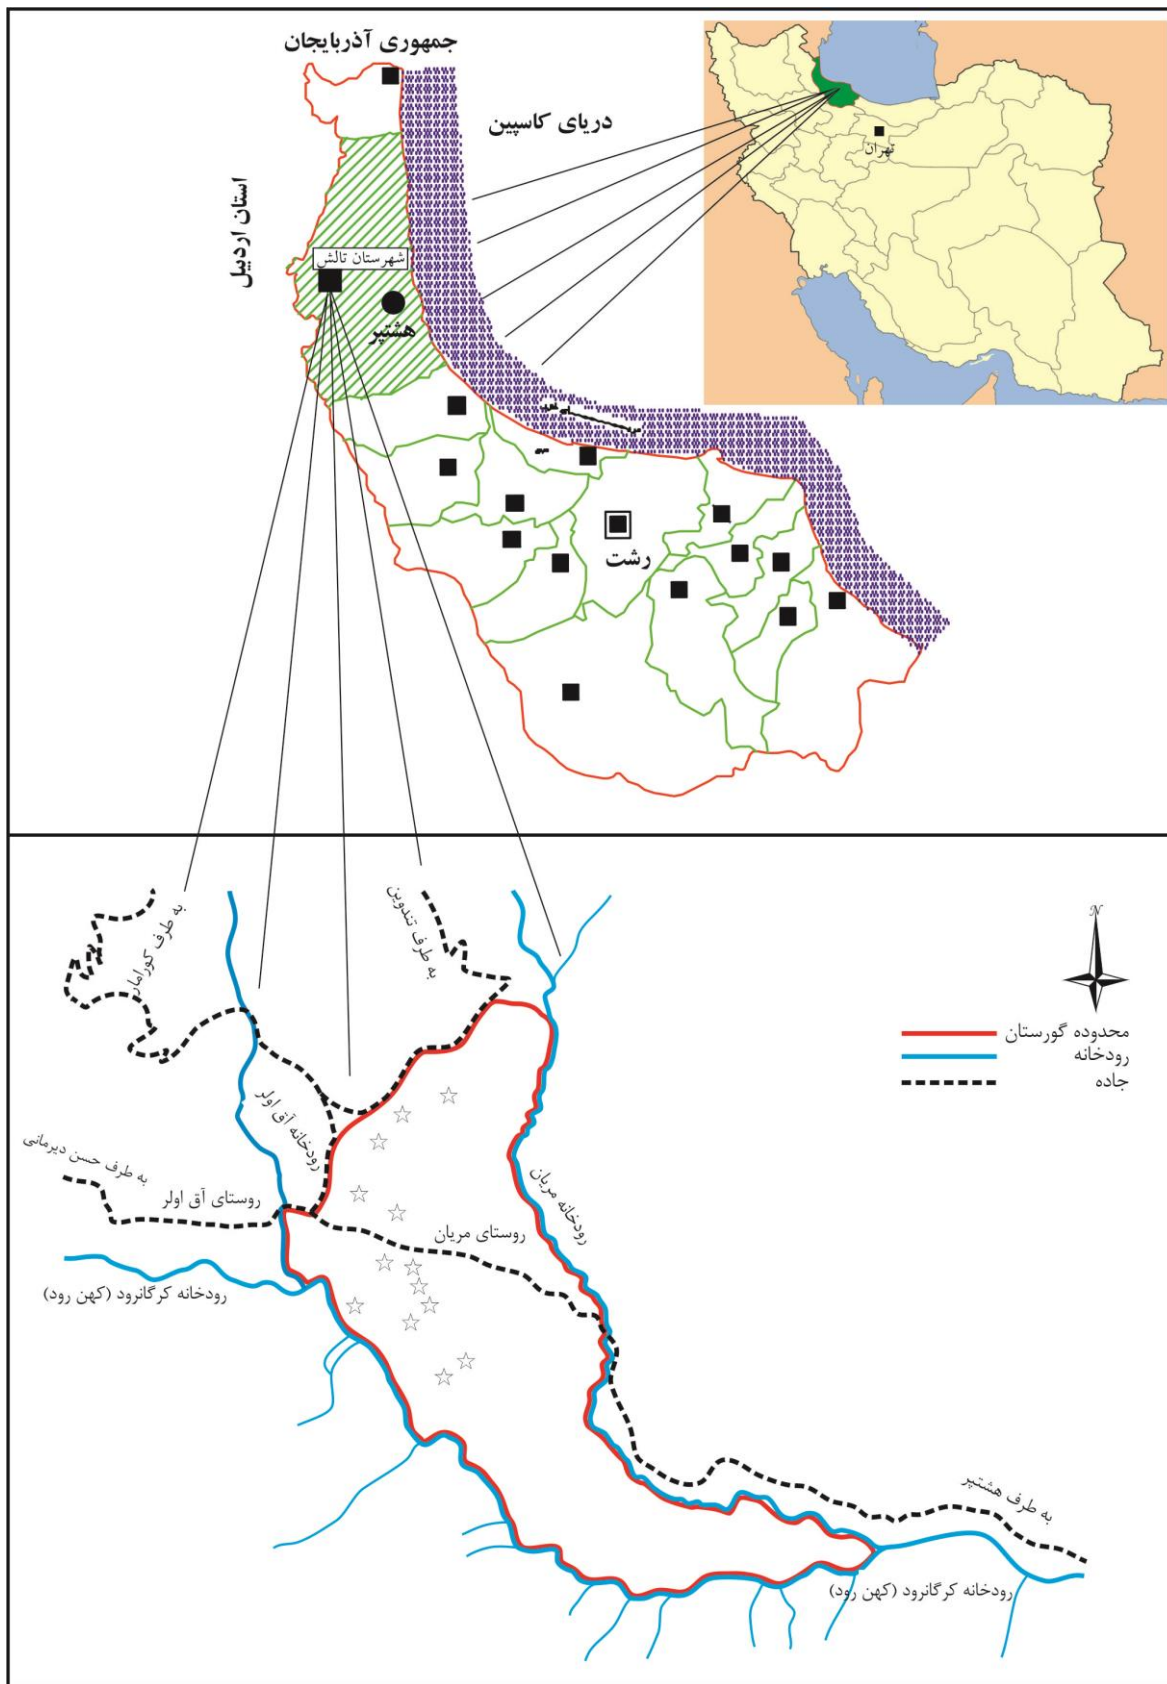 جمهوری آذربایجان
دریای کاسپین
تهران
استان اردبیل
شهرستان تالش
هشتپر
رشت
به طرف کورامار
به طرف تندوین
N
محدوده گورستان
رودخانه
جاده
رودخانه آق اولر
به طرف حسن دیرمانی
روستای آق اولر
روستای مریان
رودخانه مریان
رودخانه کرگانرود (کهن رود)
به طرف هشتپر
رودخانه کرگانرود (کهن رود)